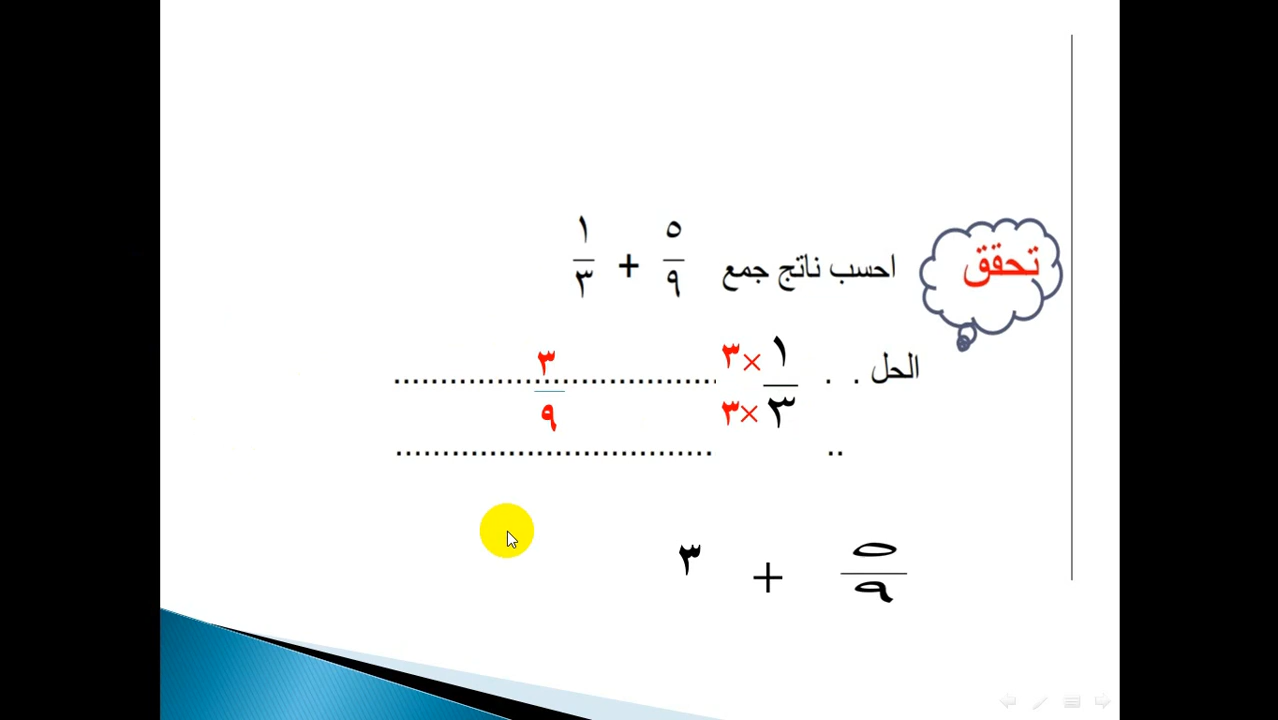 تحقق
احسب ناتج جمع ٥/٩ + ١/٣
الحل . . ١/٣ ×٣/×٣ .................................. ٣/٩
.. ..................................
٥/٩ + ٣